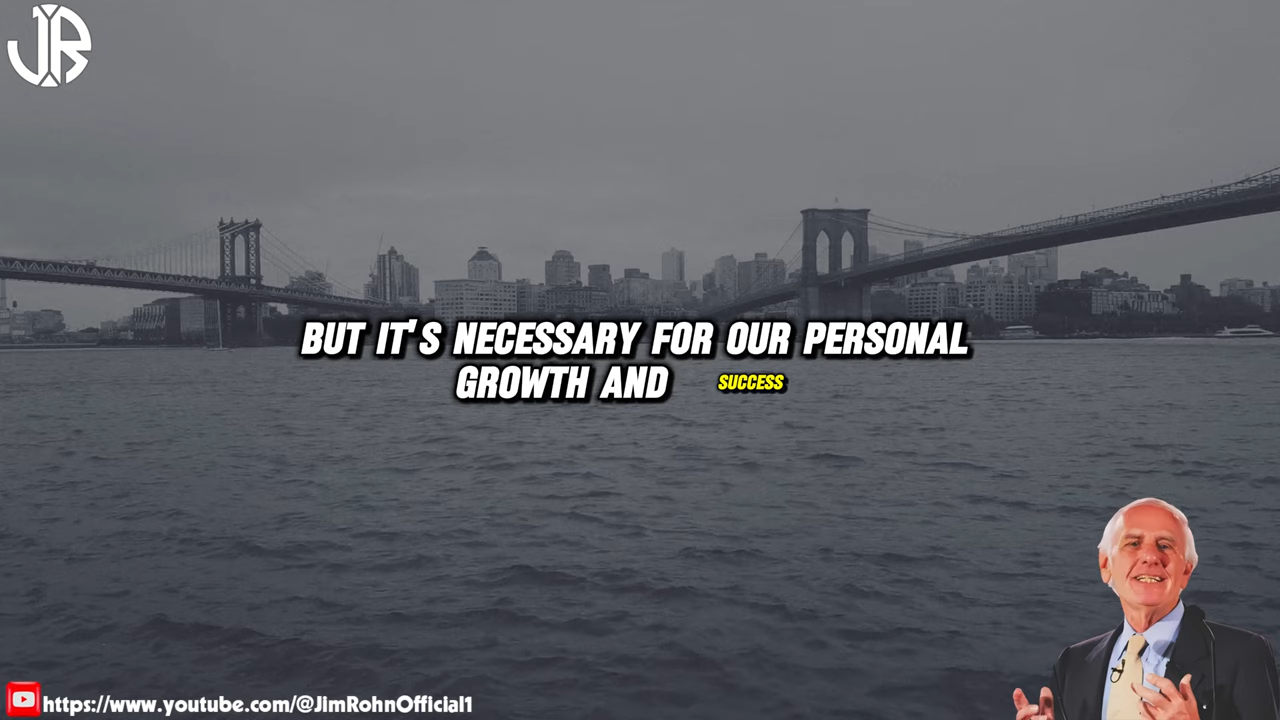 JR
BUT IT'S NECESSARY FOR OUR PERSONAL
GROWTH AND SUCCESS
https://www.youtube.com/@JimRohnOfficial1